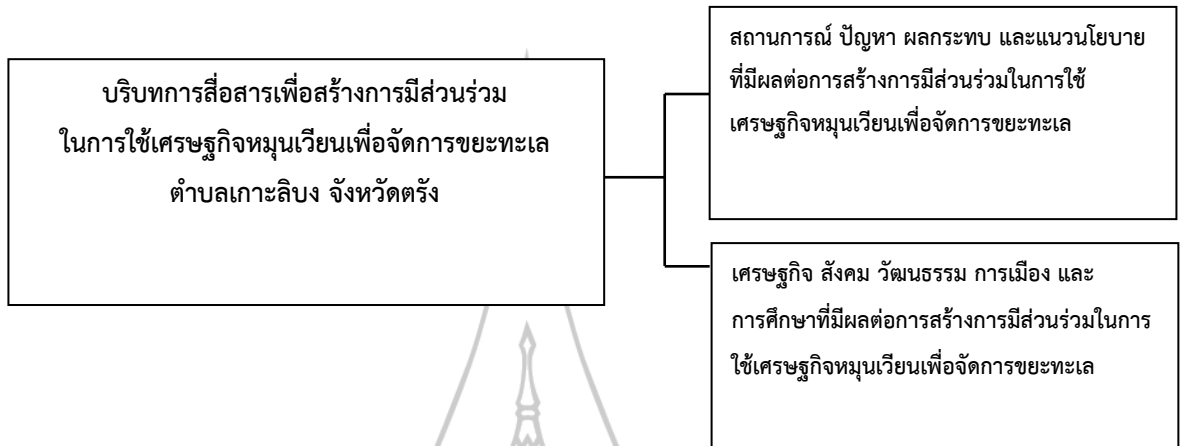 บริบทการสื่อสารเพื่อสร้างการมีส่วนร่วม
ในการใช้เศรษฐกิจหมุนเวียนเพื่อจัดการขยะทะเล
ตำบลเกาะลิบง จังหวัดตรัง
สถานการณ์ ปัญหา ผลกระทบ และแนวนโยบาย
ที่มีผลต่อการสร้างการมีส่วนร่วมในการใช้
เศรษฐกิจหมุนเวียนเพื่อจัดการขยะทะเล
เศรษฐกิจ สังคม วัฒนธรรม การเมือง และ
การศึกษาที่มีผลต่อการสร้างการมีส่วนร่วมในการ
ใช้เศรษฐกิจหมุนเวียนเพื่อจัดการขยะทะเล